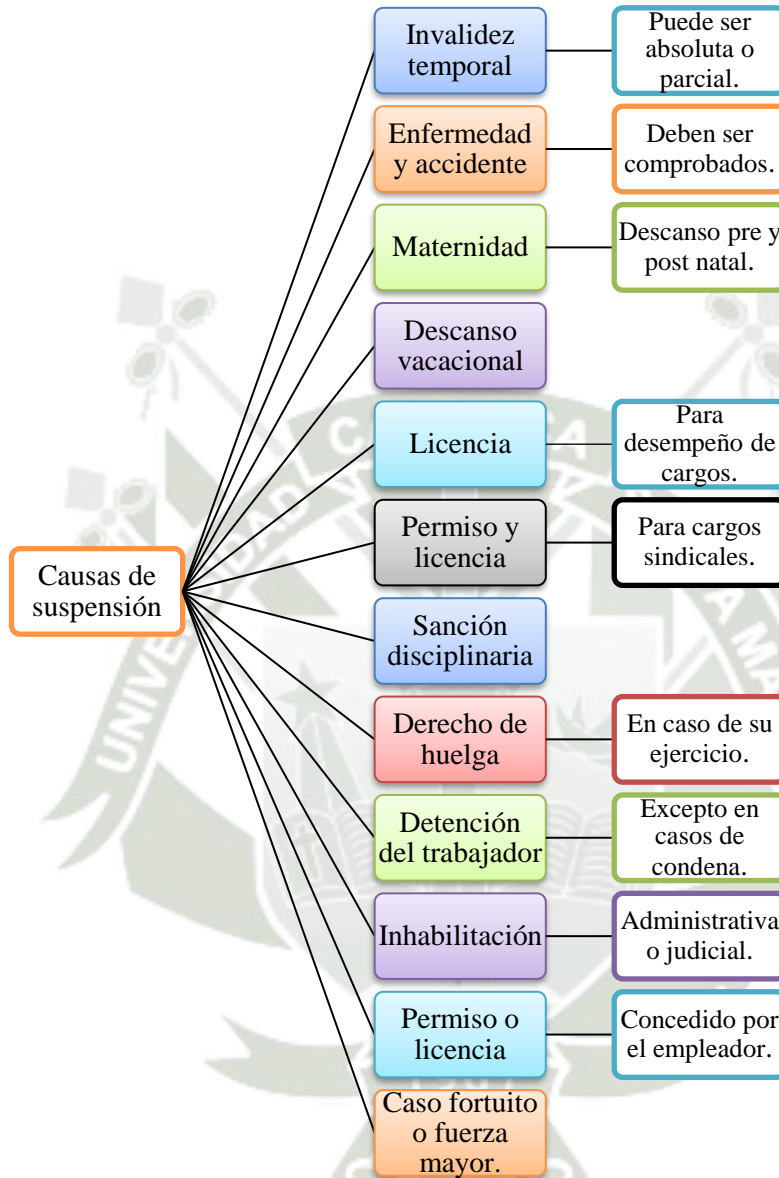 Invalidez
temporal
Puede ser
absoluta o
parcial.
Enfermedad
y accidente
Deben ser
comprobados.
Maternidad
Descanso pre y
post natal.
Descanso
vacacional
Licencia
Para
desempeño de
cargos.
Permiso y
licencia
Para cargos
sindicales.
Causas de
suspensión
Sanción
disciplinaria
Derecho de
huelga
En caso de su
ejercicio.
Detención
del trabajador
Excepto en
casos de
condena.
Inhabilitación
Administrativa
o judicial.
Permiso o
licencia
Concedido por
el empleador.
Caso fortuito
o fuerza
mayor.